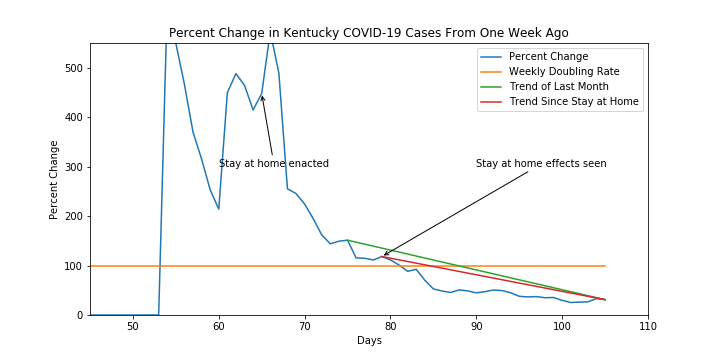 Percent Change in Kentucky COVID-19 Cases From One Week Ago
Percent Change
Weekly Doubling Rate
Trend of Last Month
Trend Since Stay at Home
Stay at home enacted
Stay at home effects seen
Percent Change
500
400
300
200
100
0
50
60
70
80
90
100
110
Days